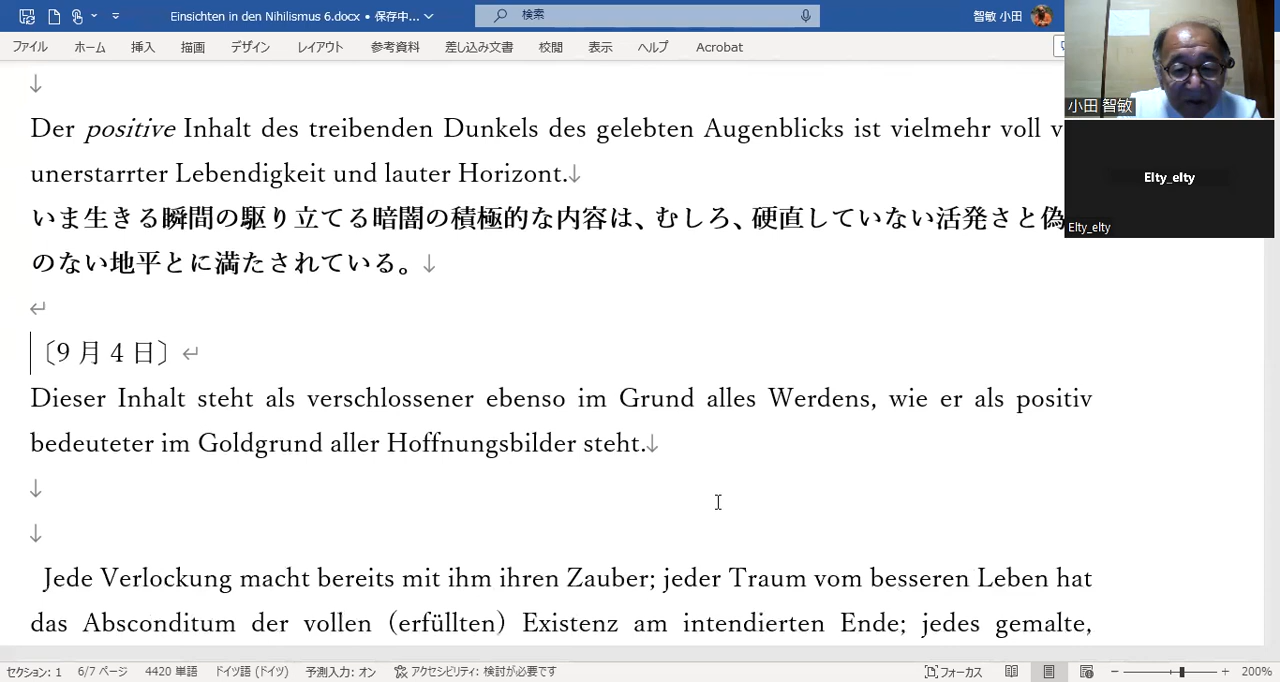 Einsichten in den Nihilismus 6.docx • 保存中...
検索
智敏 小田
ファイル ホーム 挿入 描画 デザイン レイアウト 参考資料 差し込み文書 校閲 表示 ヘルプ Acrobat
小田 智敏
Elty_elty
Elty_elty
↓
Der positive Inhalt des treibenden Dunkels des gelebten Augenblicks ist vielmehr voll v
unerstarrter Lebendigkeit und lauter Horizont.↓
いま生きる瞬間の駆り立てる暗闇の積極的な内容は、むしろ、硬直していない活発さと偽
のない地平とに満たされている。↓
↵
〔9 月 4 日〕↵
Dieser Inhalt steht als verschlossener ebenso im Grund alles Werdens, wie er als positiv
bedeuteter im Goldgrund aller Hoffnungsbilder steht.↓
↓
↓
Jede Verlockung macht bereits mit ihm ihren Zauber; jeder Traum vom besseren Leben hat
das Absconditum der vollen (erfüllten) Existenz am intendierten Ende; jedes gemalte,
セクション: 1 6/7 ページ 4420 単語 ドイツ語 (ドイツ) 予測入力: オン アクセシビリティ: 検討が必要です フォーカス 200%